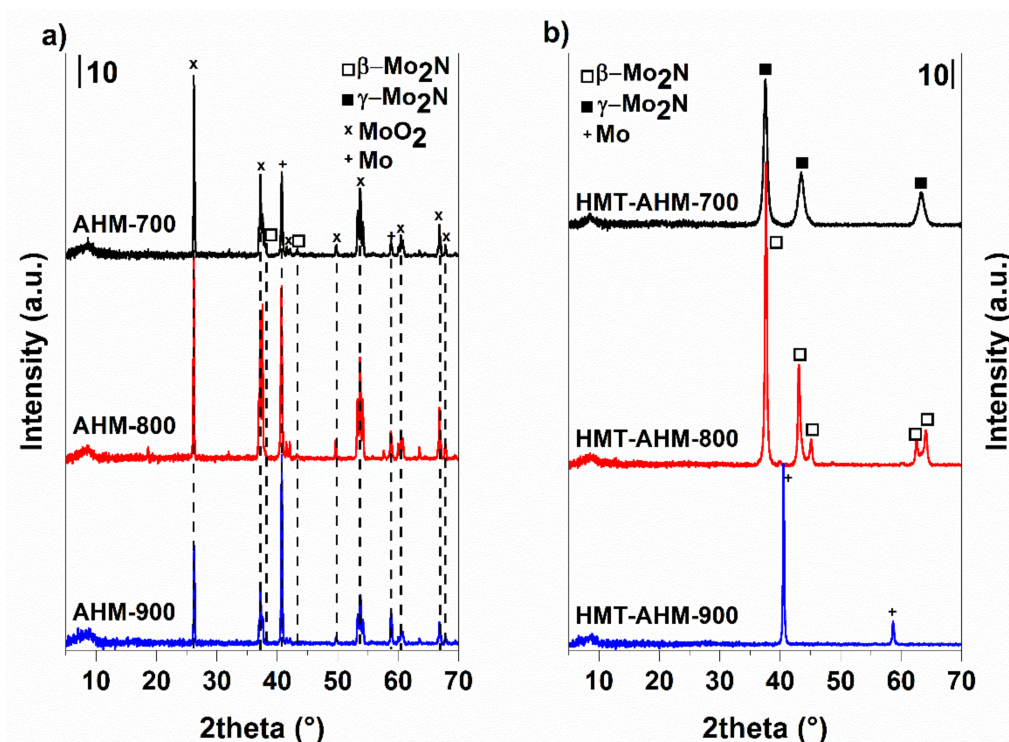 a)
10
x
□ β–Mo2N
■ γ–Mo2N
x MoO2
+ Mo
x
+
x
AHM-700
□
x
□
x
+
x
x
x
AHM-800
AHM-900
Intensity (a.u.)
10 20 30 40 50 60 70
2theta (°)
b)
10
□ β–Mo2N
■ γ–Mo2N
+ Mo
HMT-AHM-700
HMT-AHM-800
+
HMT-AHM-900
+
Intensity (a.u.)
10 20 30 40 50 60 70
2theta (°)